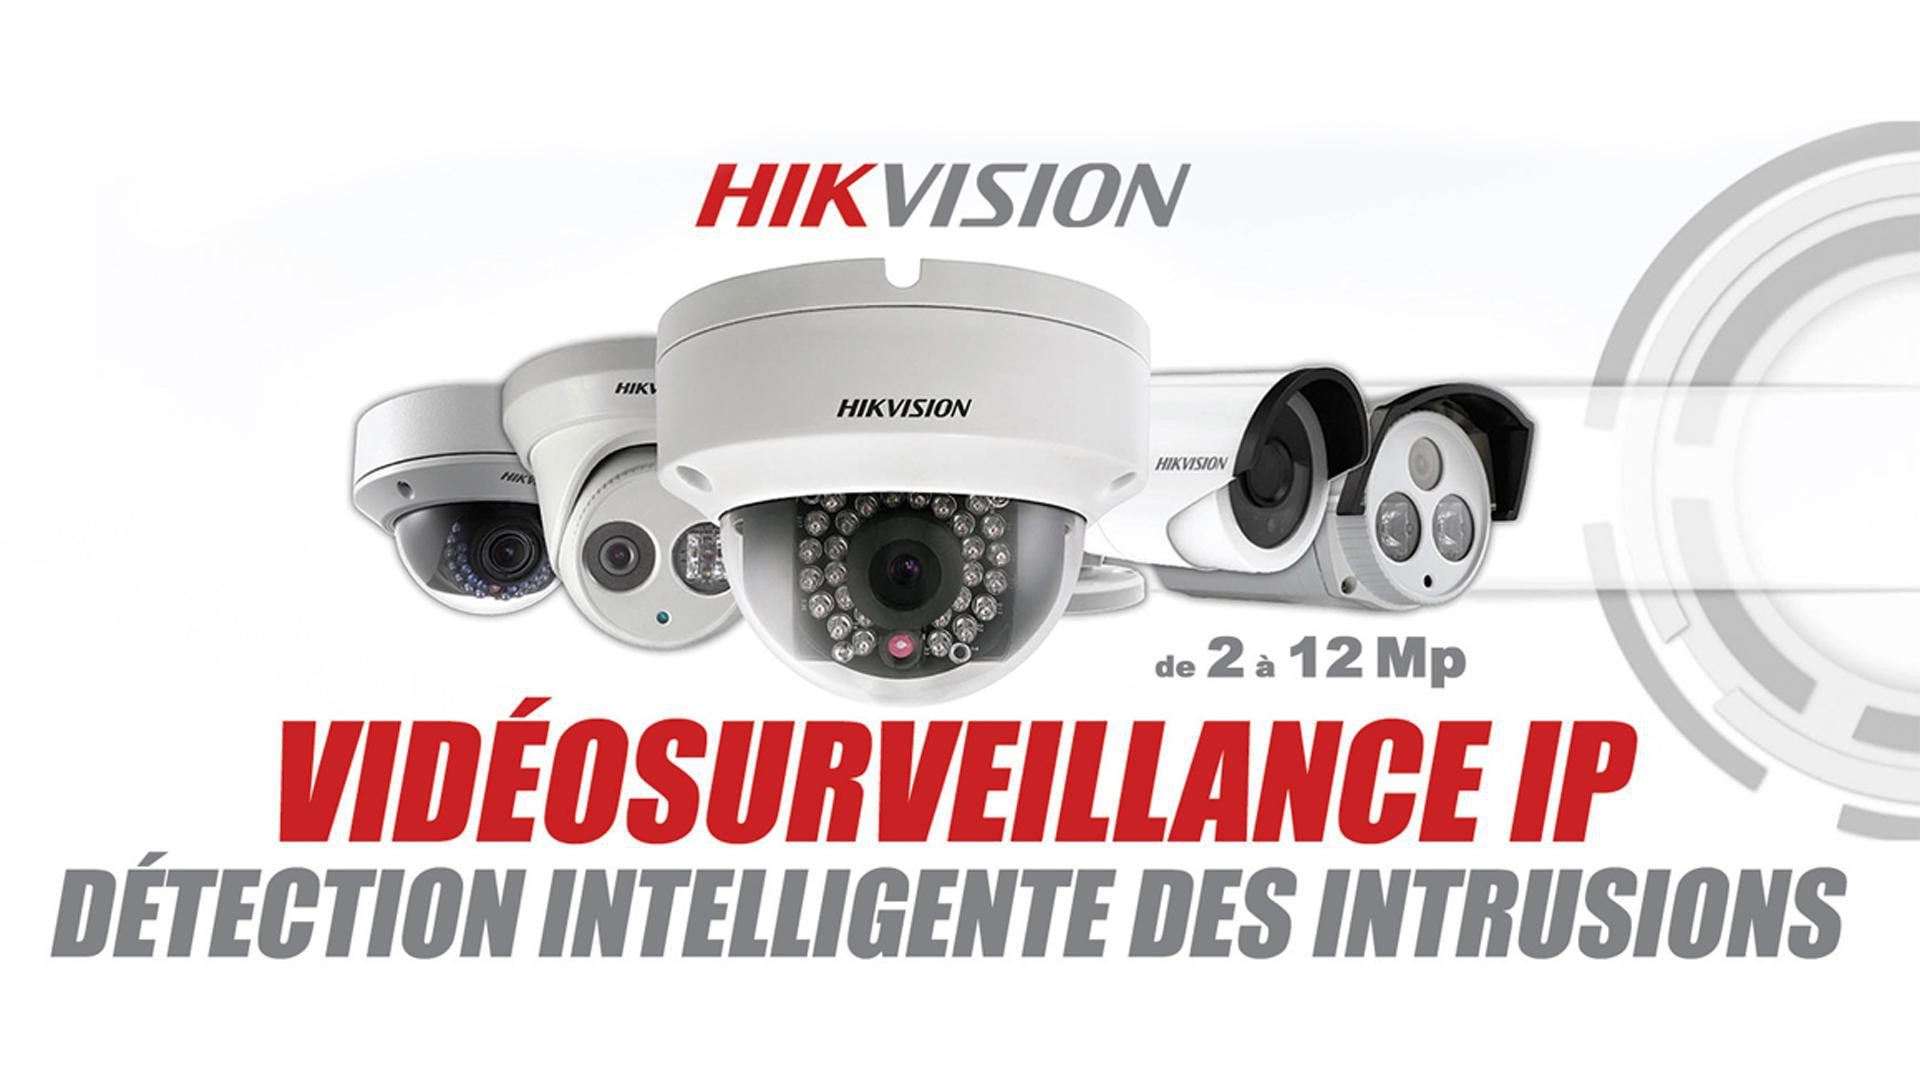 HIKVISION
HIKVISION
HIKVISION
de 2 à 12 Mp
VIDÉOSURVEILLANCE IP
DÉTECTION INTELLIGENTE DES INTRUSIONS